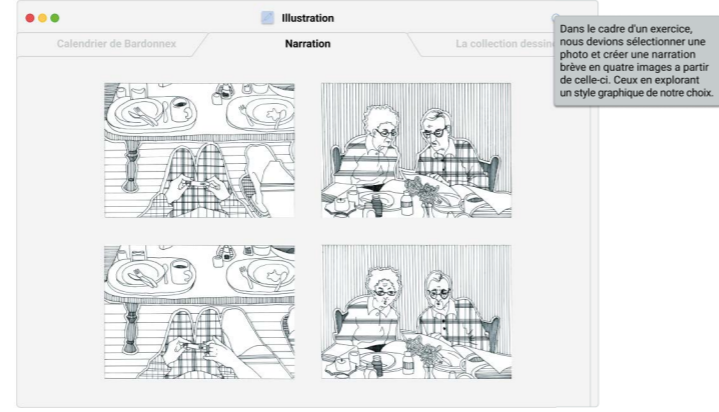 Illustration
Calendrier de Bardonnex
Narration
La collection dessin
Dans le cadre d'un exercice,
nous devions sélectionner une
photo et créer une narration
brève en quatre images a partir
de celle-ci. Ceux en explorant
un style graphique de notre choix.